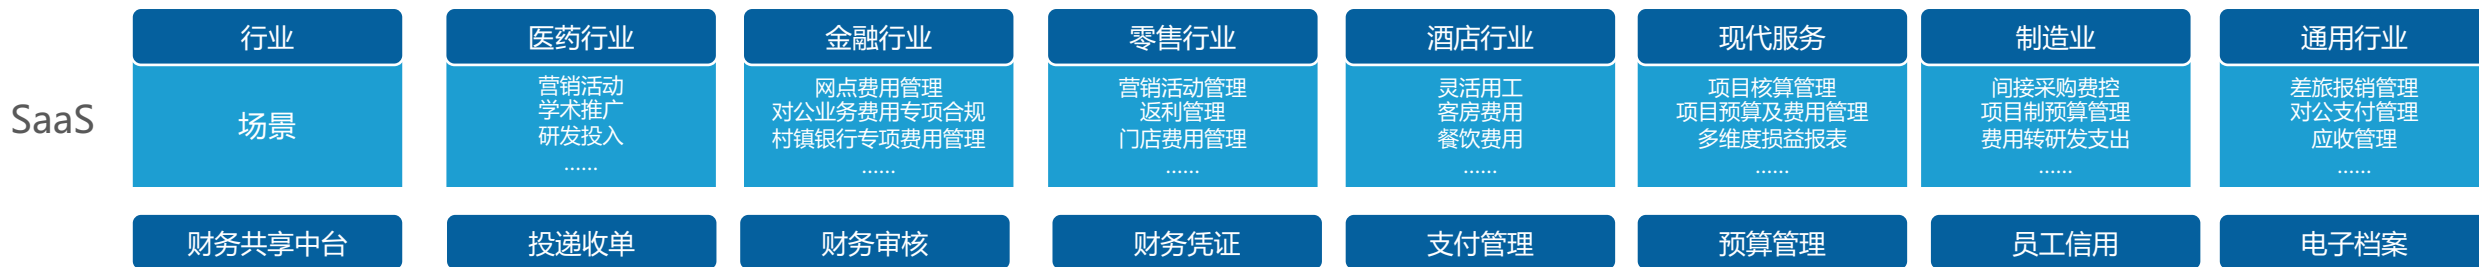 SaaS
行业
场景
医药行业
营销活动
学术推广
研发投入
......
金融行业
网点费用管理
对公业务费用专项合规
村镇银行专项费用管理
......
零售行业
营销活动管理
返利管理
门店费用管理
......
酒店行业
灵活用工
客房费用
餐饮费用
......
现代服务
项目核算管理
项目预算及费用管理
多维度损益报表
......
制造业
间接采购费控
项目制预算管理
费用转研发支出
......
通用行业
差旅报销管理
对公支付管理
应收管理
......
财务共享中台
投递收单
财务审核
财务凭证
支付管理
预算管理
员工信用
电子档案